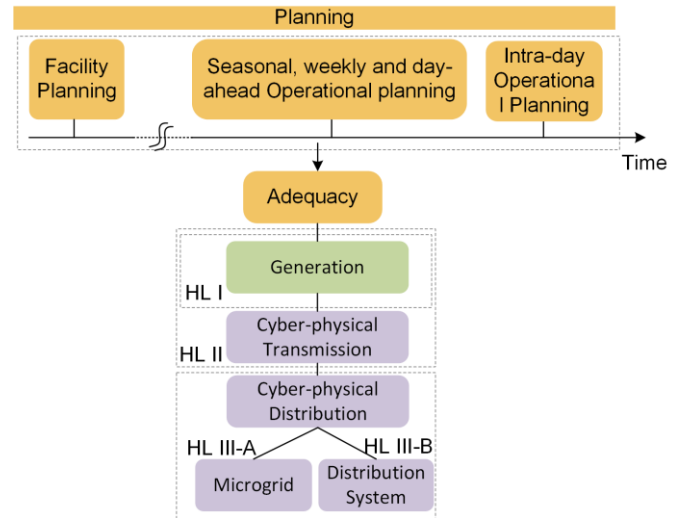 Planning
Facility
Planning
Seasonal, weekly and day-
ahead Operational planning
Intra-day
Operationa
l Planning
Time
Adequacy
Generation
HL I
Cyber-physical
Transmission
HL II
Cyber-physical
Distribution
HL III-A
HL III-B
Microgrid
Distribution
System